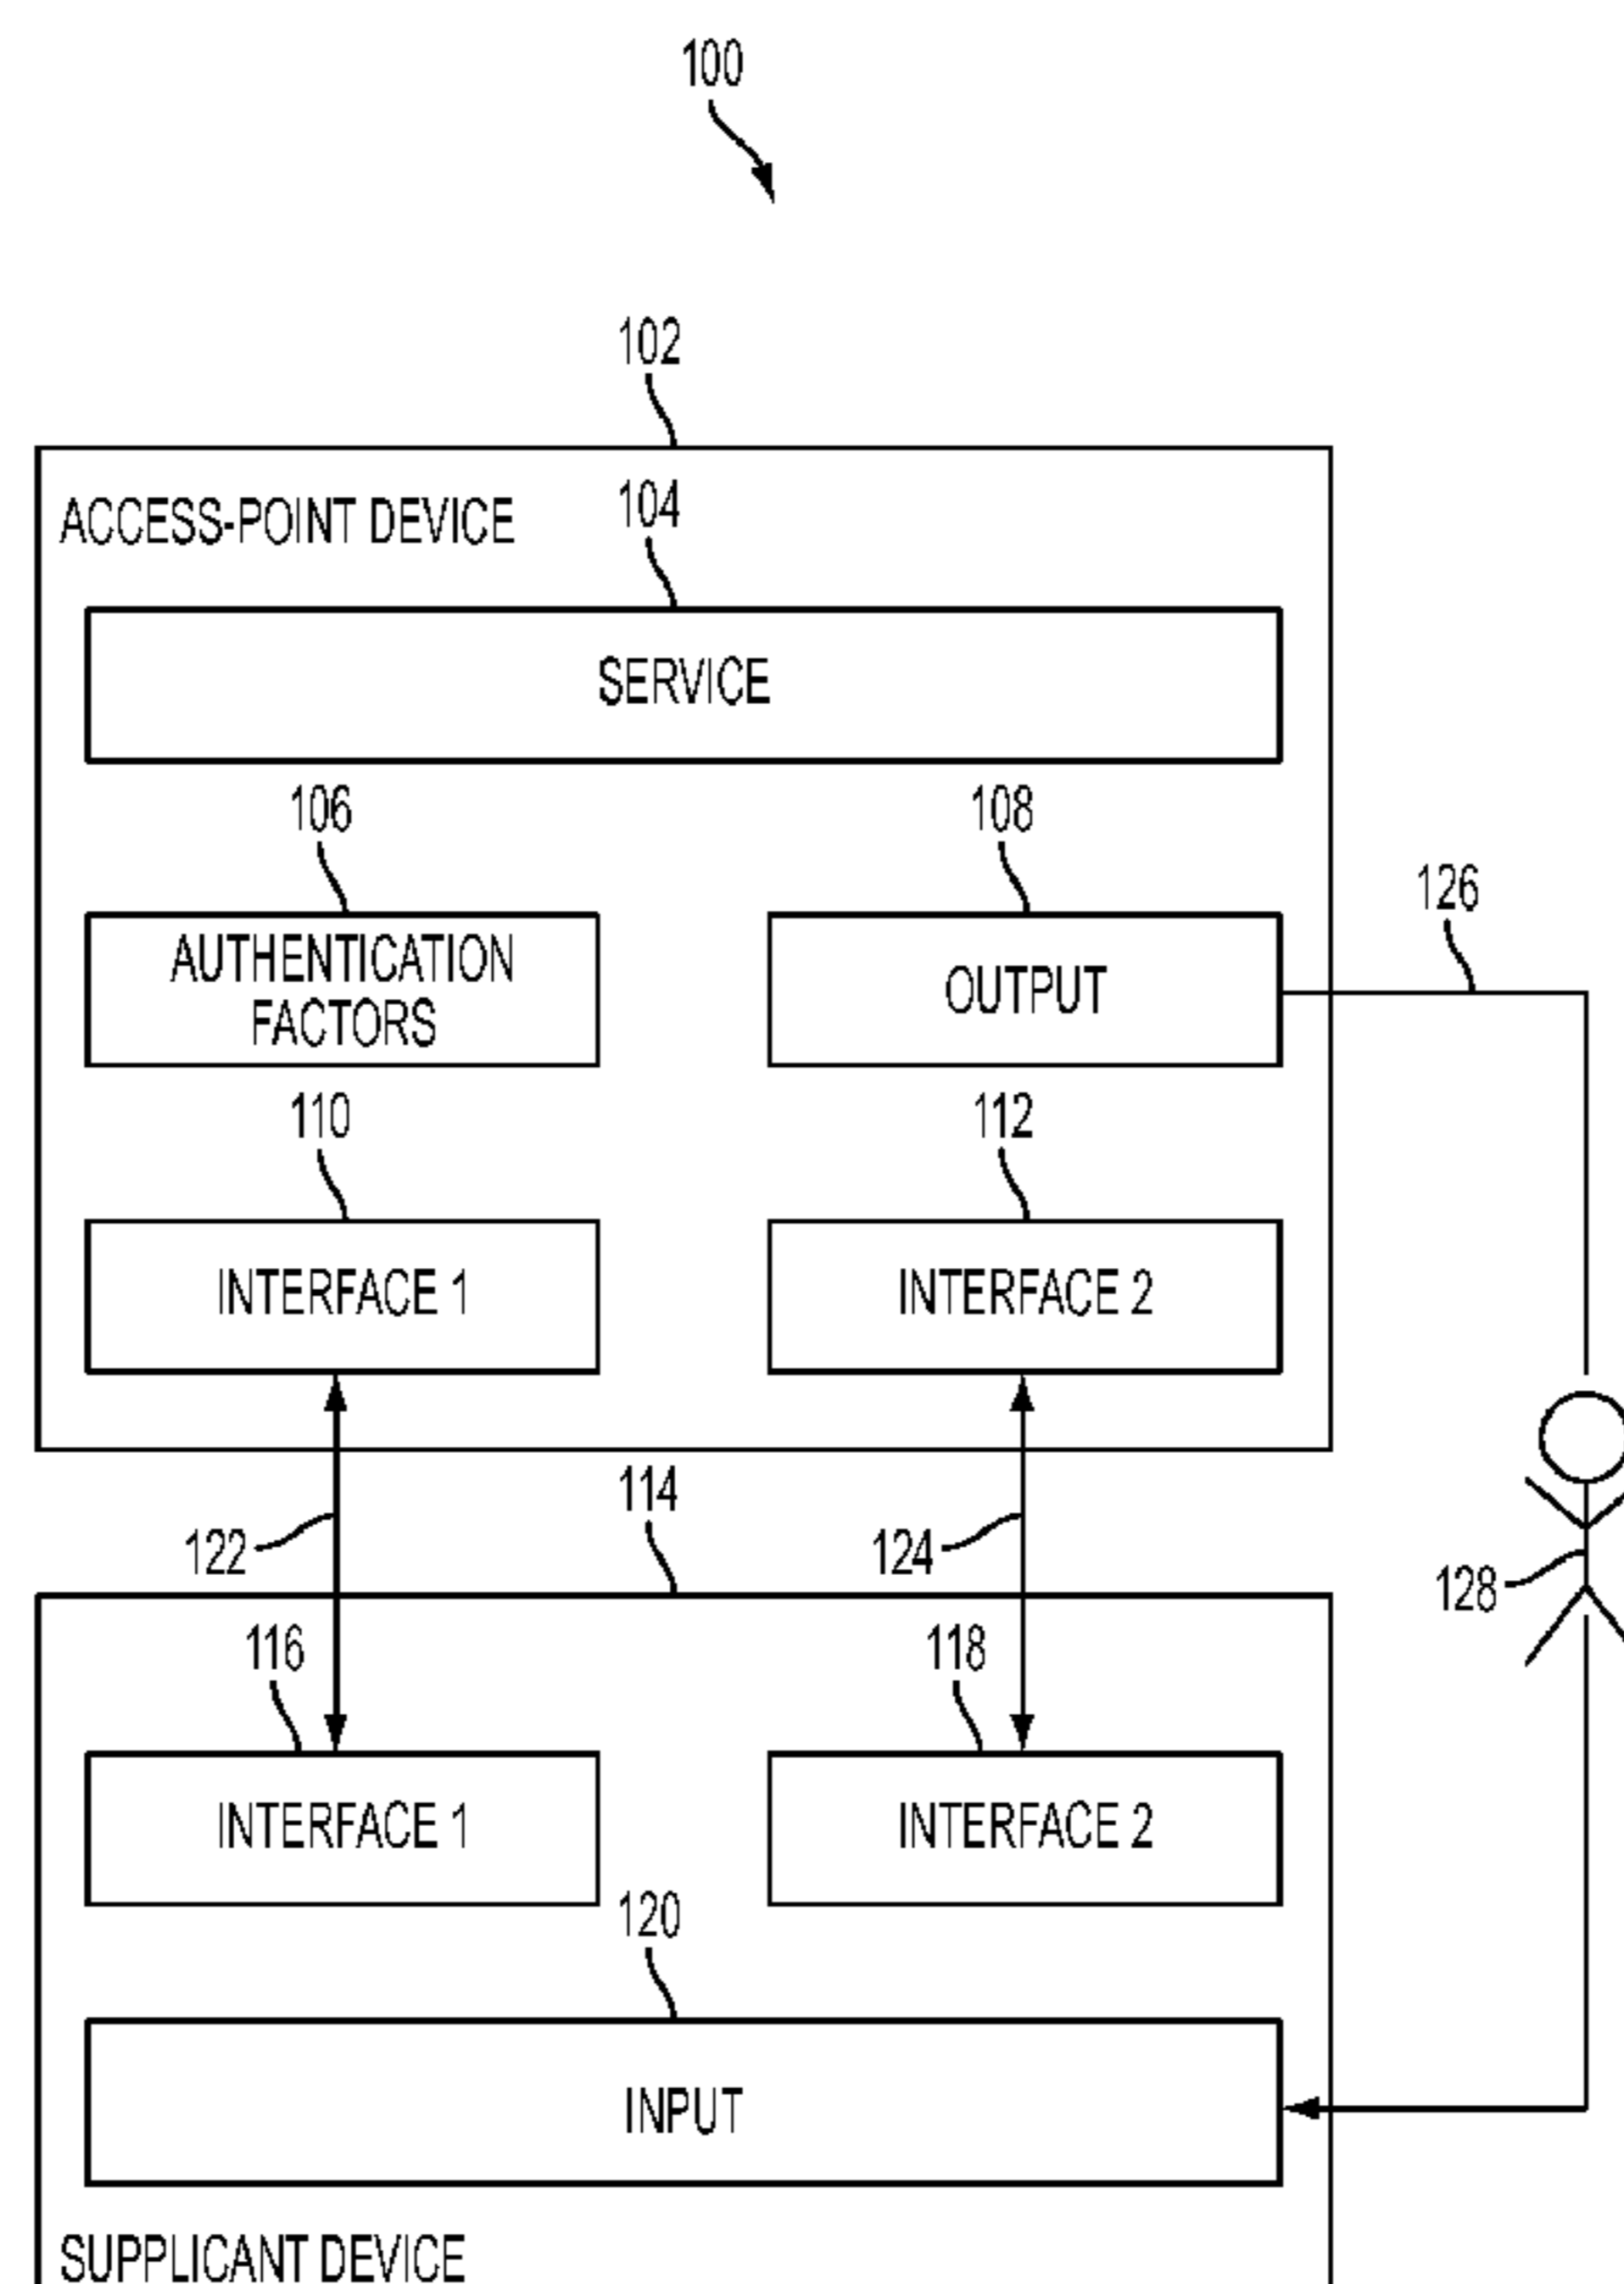 100
102
ACCESS-POINT DEVICE
104
SERVICE
106
108
126
AUTHENTICATION
FACTORS
OUTPUT
110
112
INTERFACE 1
INTERFACE 2
114
122
124
128
116
118
INTERFACE 1
INTERFACE 2
120
INPUT
SUPPLICANT DEVICE